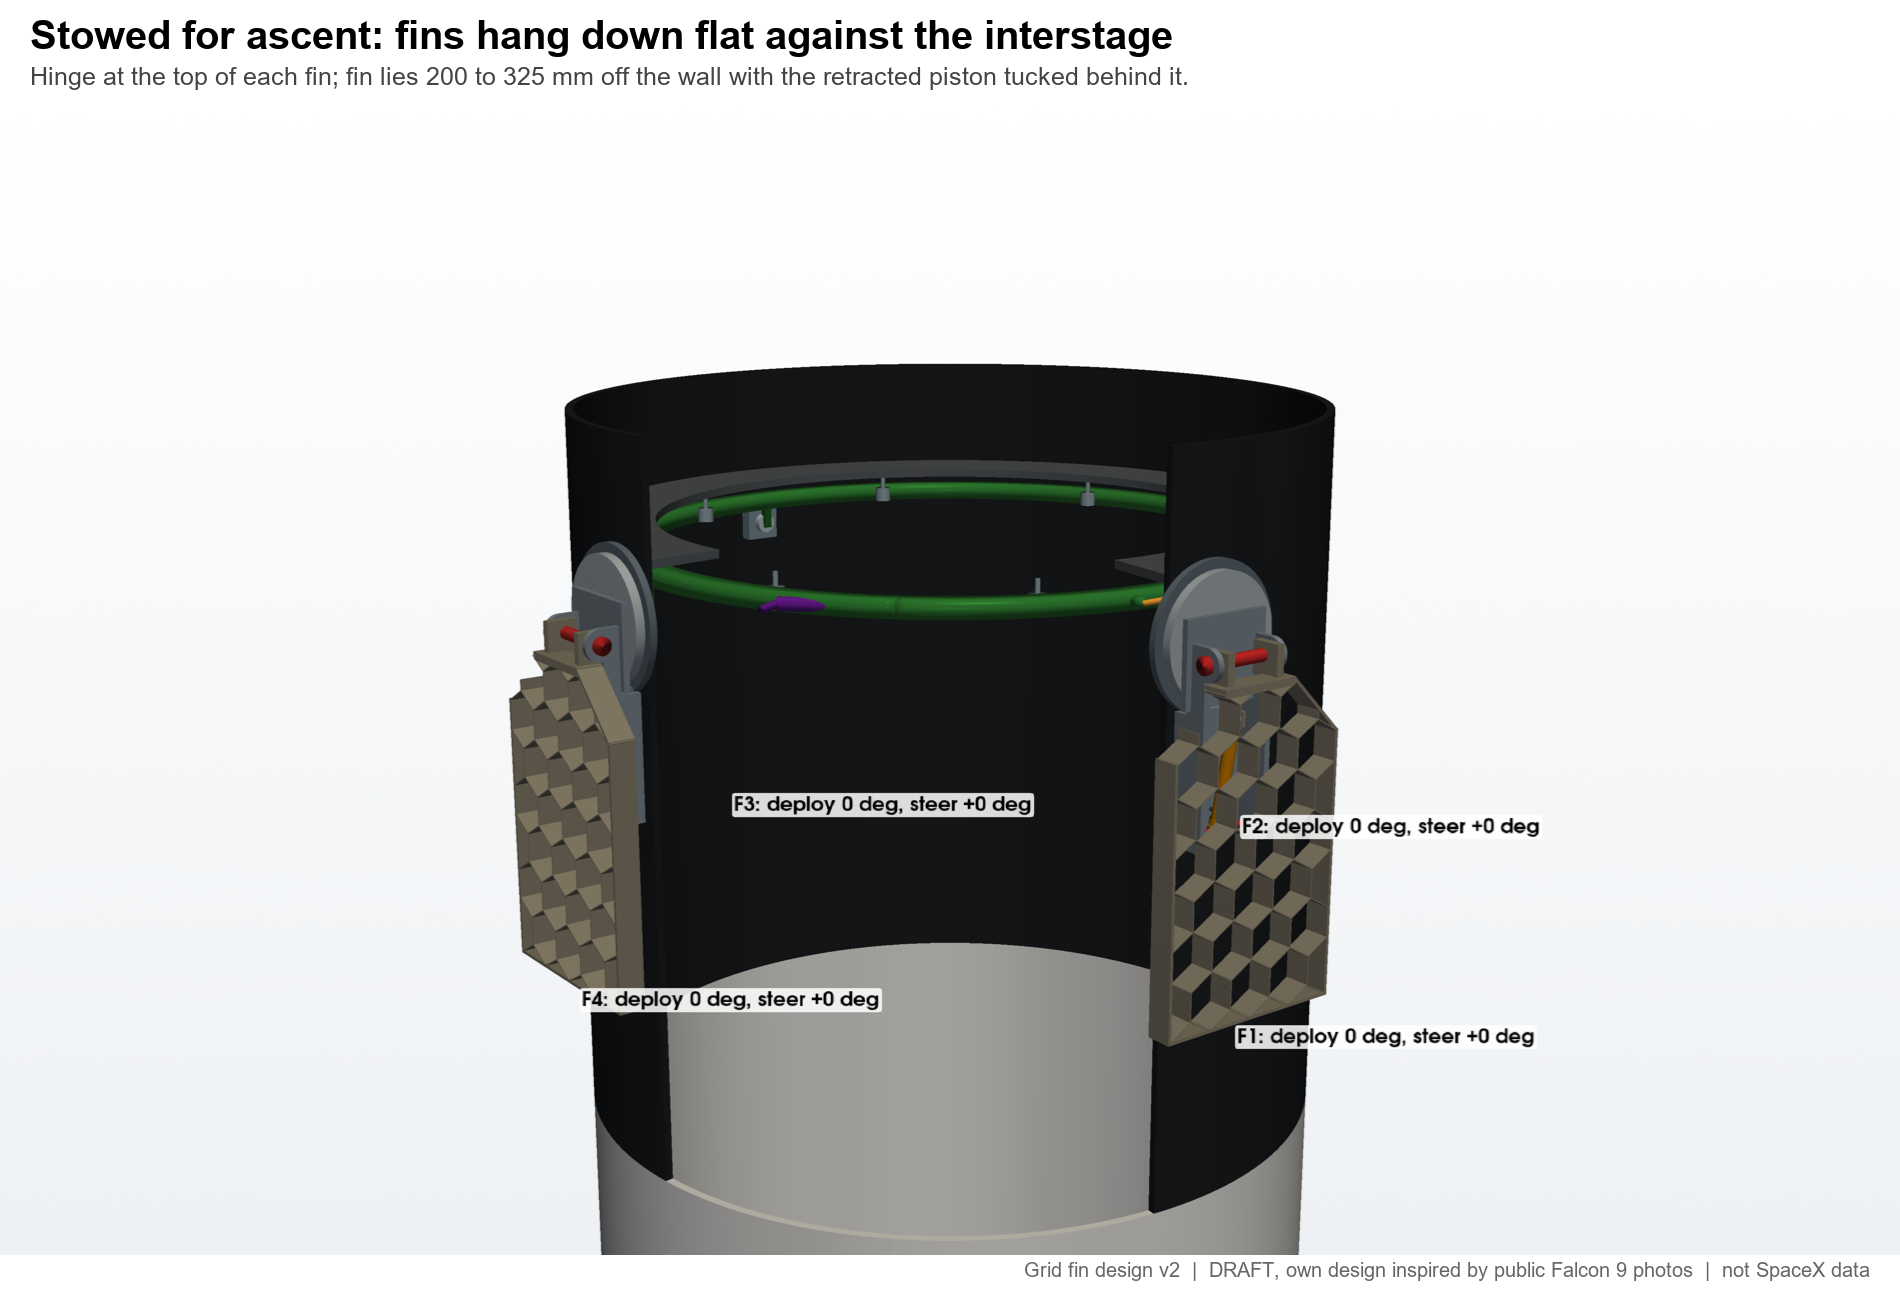 Stowed for ascent: fins hang down flat against the interstage
Hinge at the top of each fin; fin lies 200 to 325 mm off the wall with the retracted piston tucked behind it.
F3: deploy 0 deg, steer +0 deg
F2: deploy 0 deg, steer +0 deg
F4: deploy 0 deg, steer +0 deg
F1: deploy 0 deg, steer +0 deg
Grid fin design v2 | DRAFT, own design inspired by public Falcon 9 photos | not SpaceX data